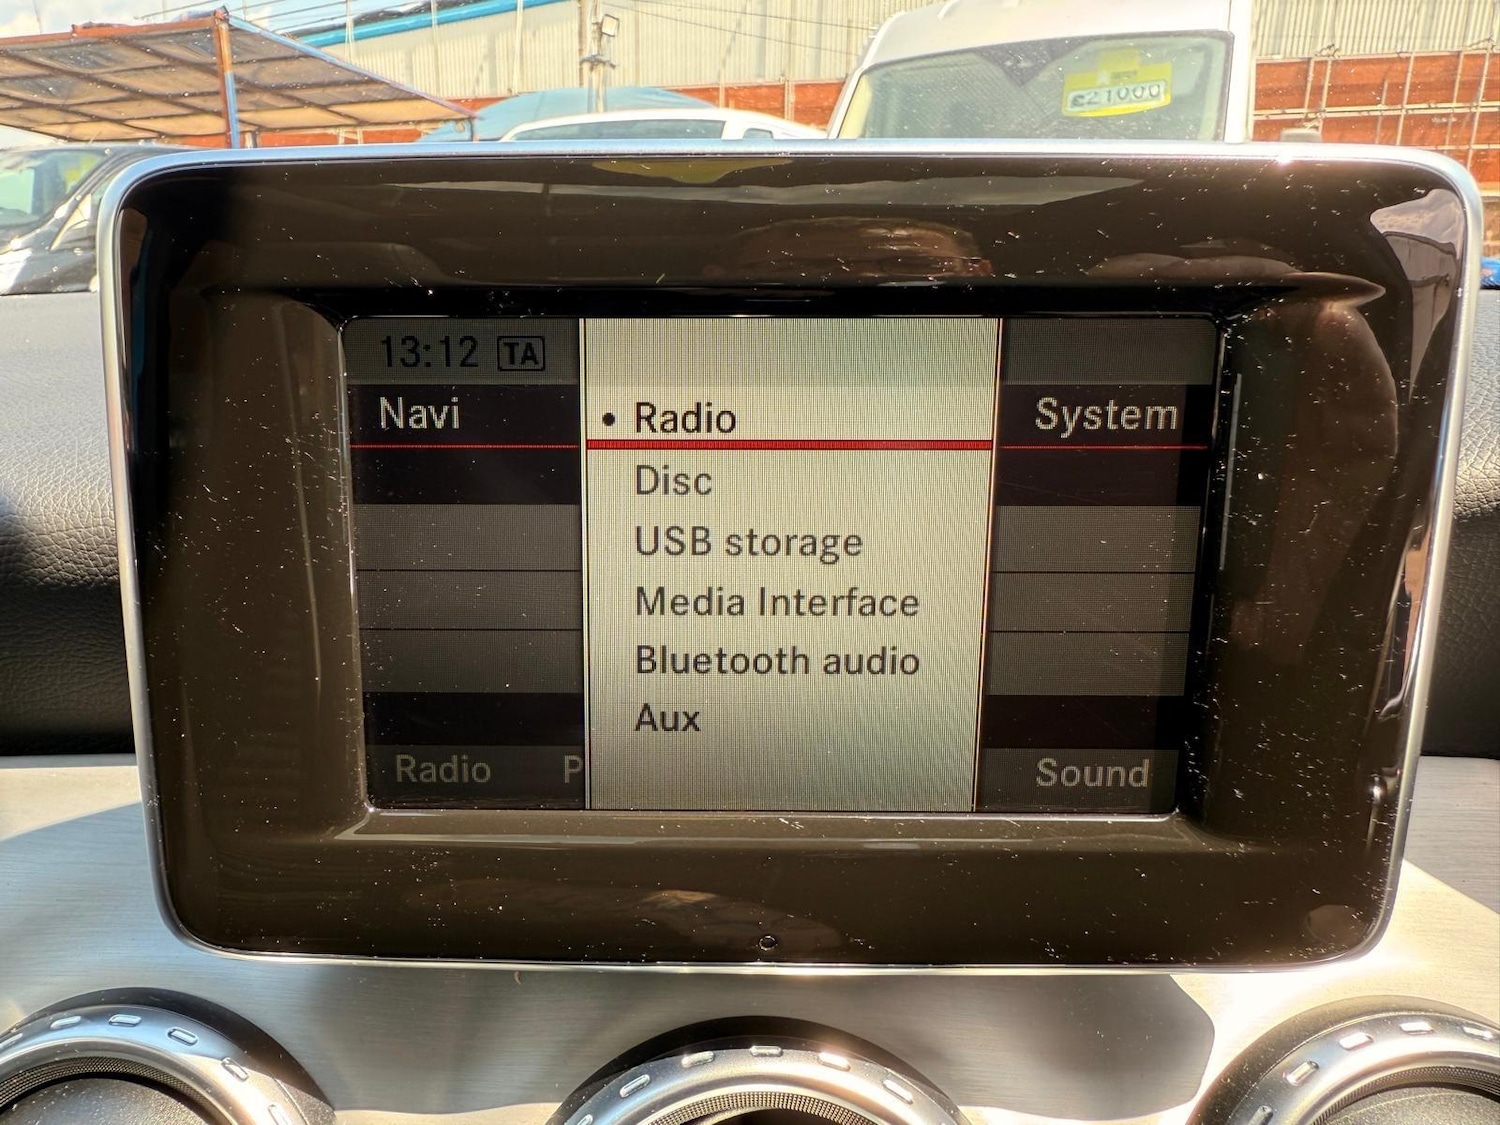 £21000
13:12 TA
Navi
• Radio
System
Disc
USB storage
Media Interface
Bluetooth audio
Aux
Radio P
Sound